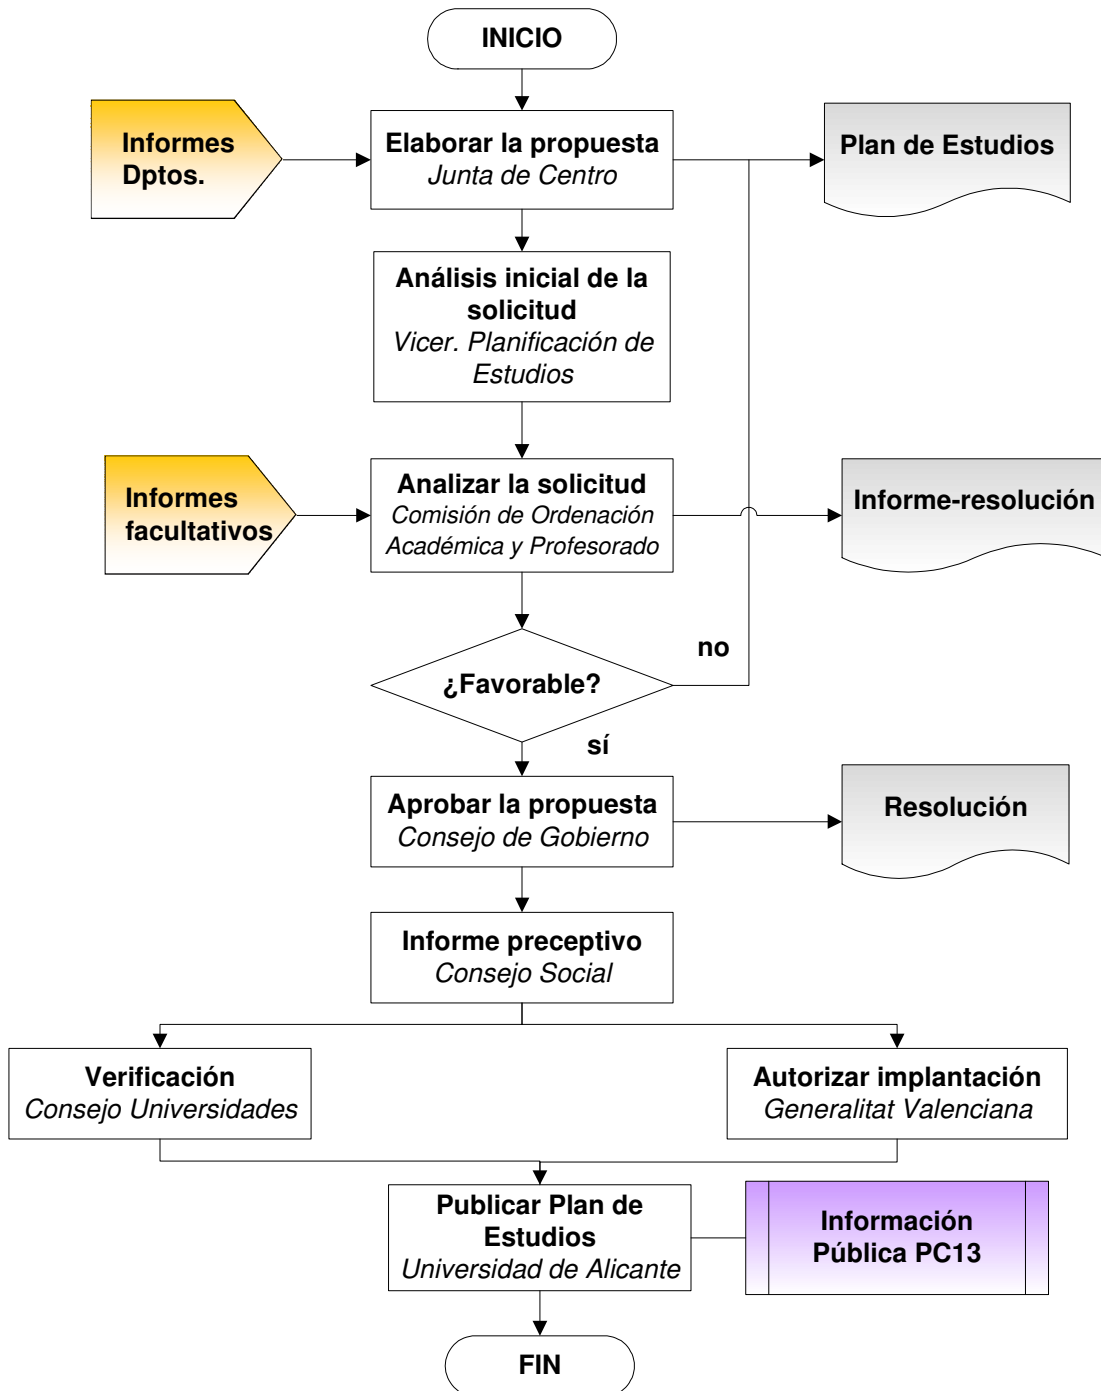 INICIO
Informes
Dptos.
Elaborar la propuesta
Junta de Centro
Plan de Estudios
Análisis inicial de la
solicitud
Vicer. Planificación de
Estudios
Informes
facultativos
Analizar la solicitud
Comisión de Ordenación
Académica y Profesorado
Informe-resolución
¿Favorable?
no
sí
Aprobar la propuesta
Consejo de Gobierno
Resolución
Informe preceptivo
Consejo Social
Verificación
Consejo Universidades
Autorizar implantación
Generalitat Valenciana
Publicar Plan de
Estudios
Universidad de Alicante
Información
Pública PC13
FIN